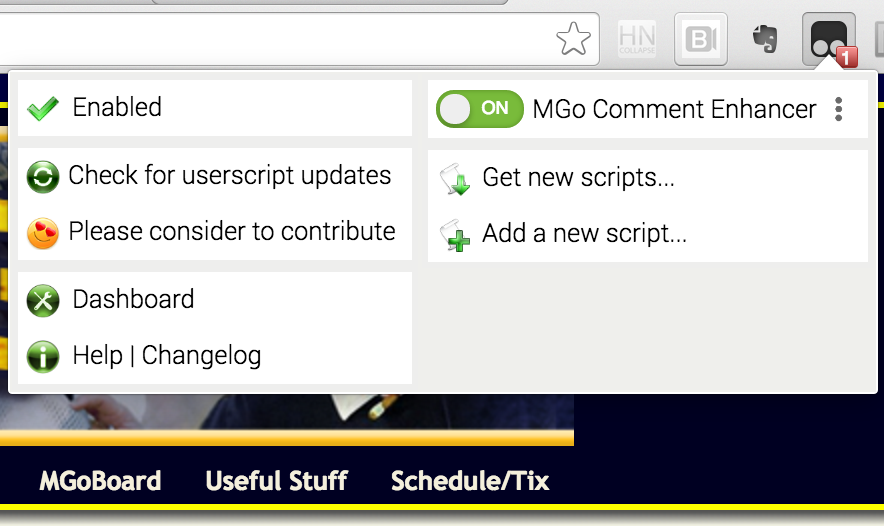 HN
COLLAPSE
B
1
Enabled
ON MGo Comment Enhancer
Check for userscript updates
Get new scripts...
Please consider to contribute
Add a new script...
Dashboard
Help | Changelog
MGoBoard Useful Stuff Schedule/Tix